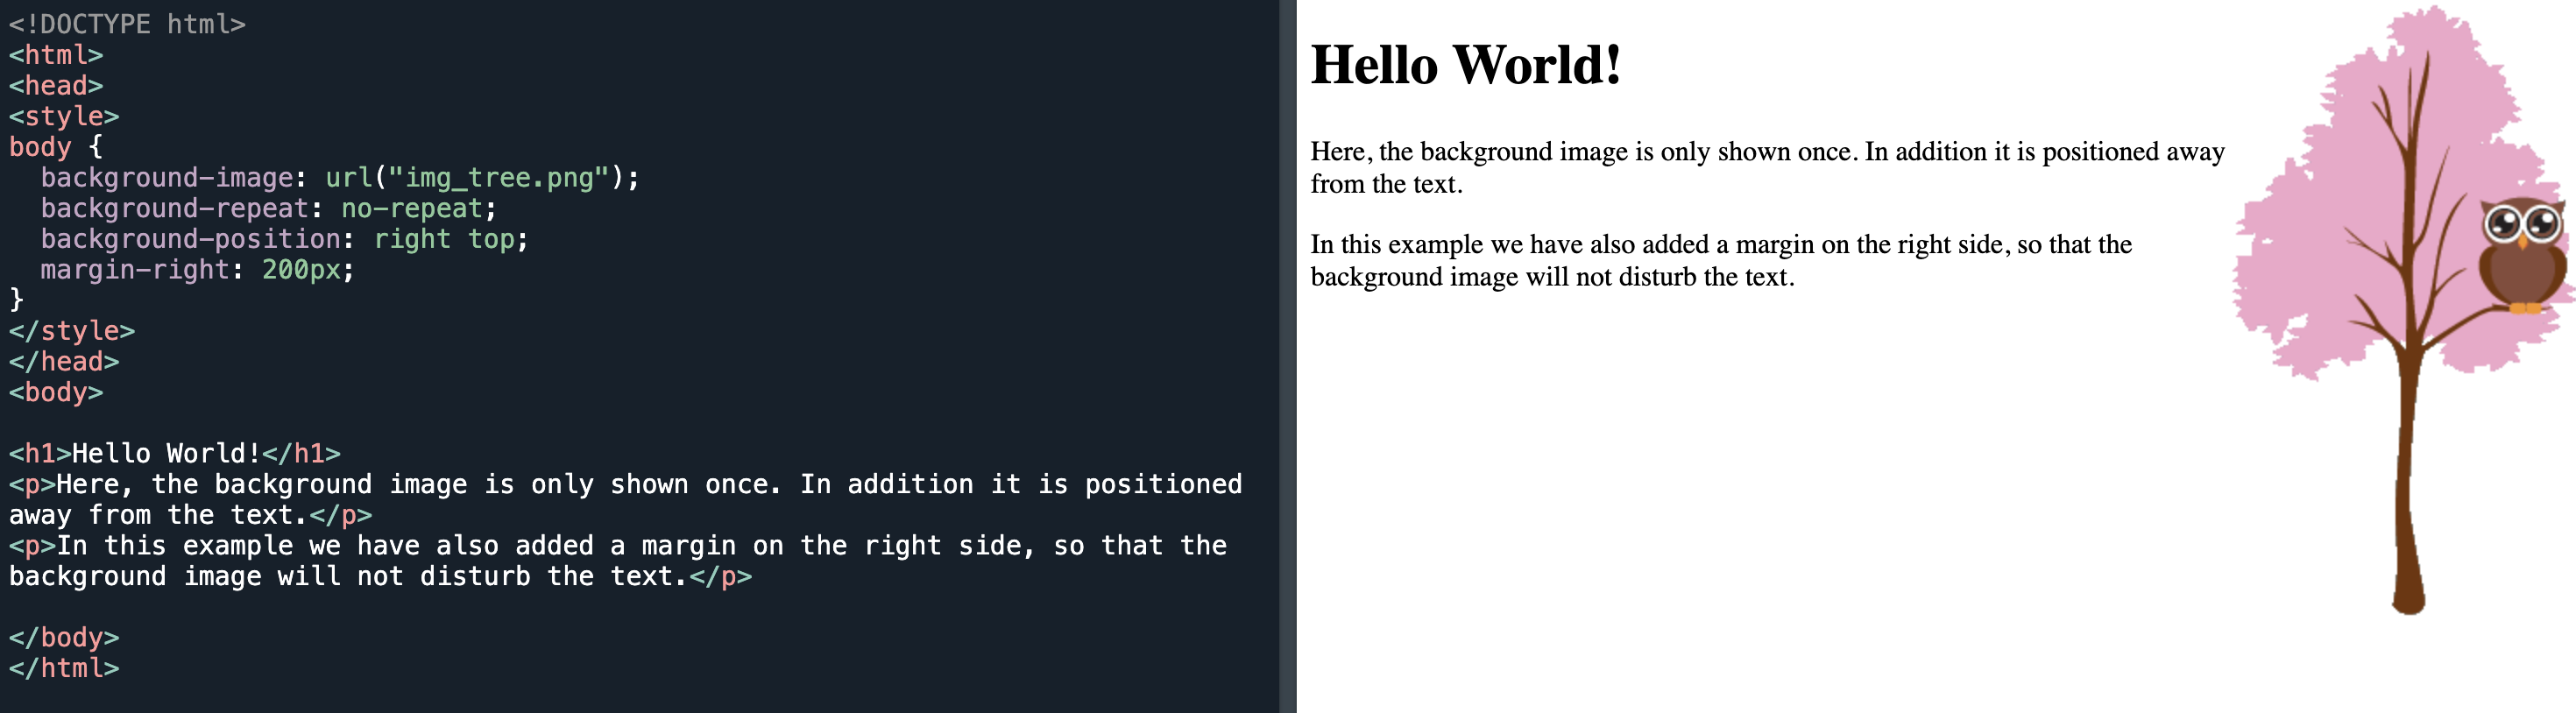 <!DOCTYPE html>
<html>
<head>
<style>
body {
  background-image: url("img_tree.png");
  background-repeat: no-repeat;
  background-position: right top;
  margin-right: 200px;
}
</style>
</head>
<body>

<h1>Hello World!</h1>
<p>Here, the background image is only shown once. In addition it is positioned
away from the text.</p>
<p>In this example we have also added a margin on the right side, so that the
background image will not disturb the text.</p>

</body>
</html>
Hello World!
Here, the background image is only shown once. In addition it is positioned away
from the text.
In this example we have also added a margin on the right side, so that the
background image will not disturb the text.